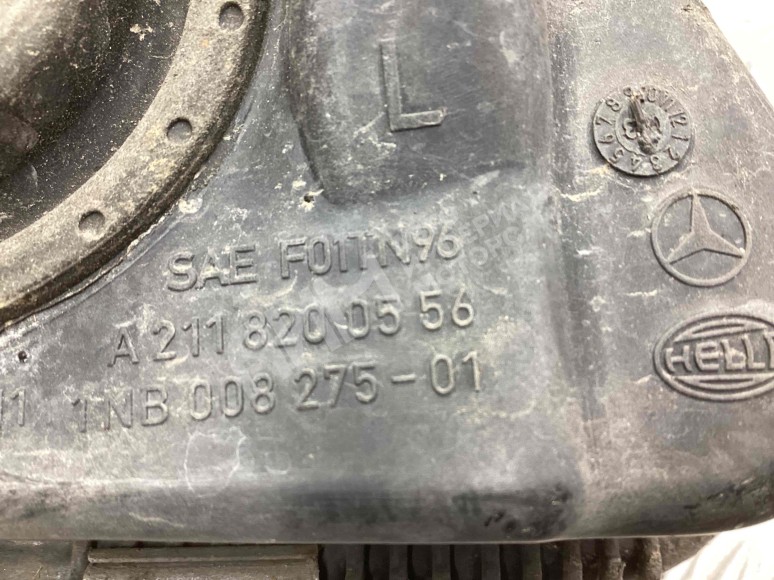 L
SAE F01TN96
A 211 820 05 56
1NB 008 275-01
HELLA